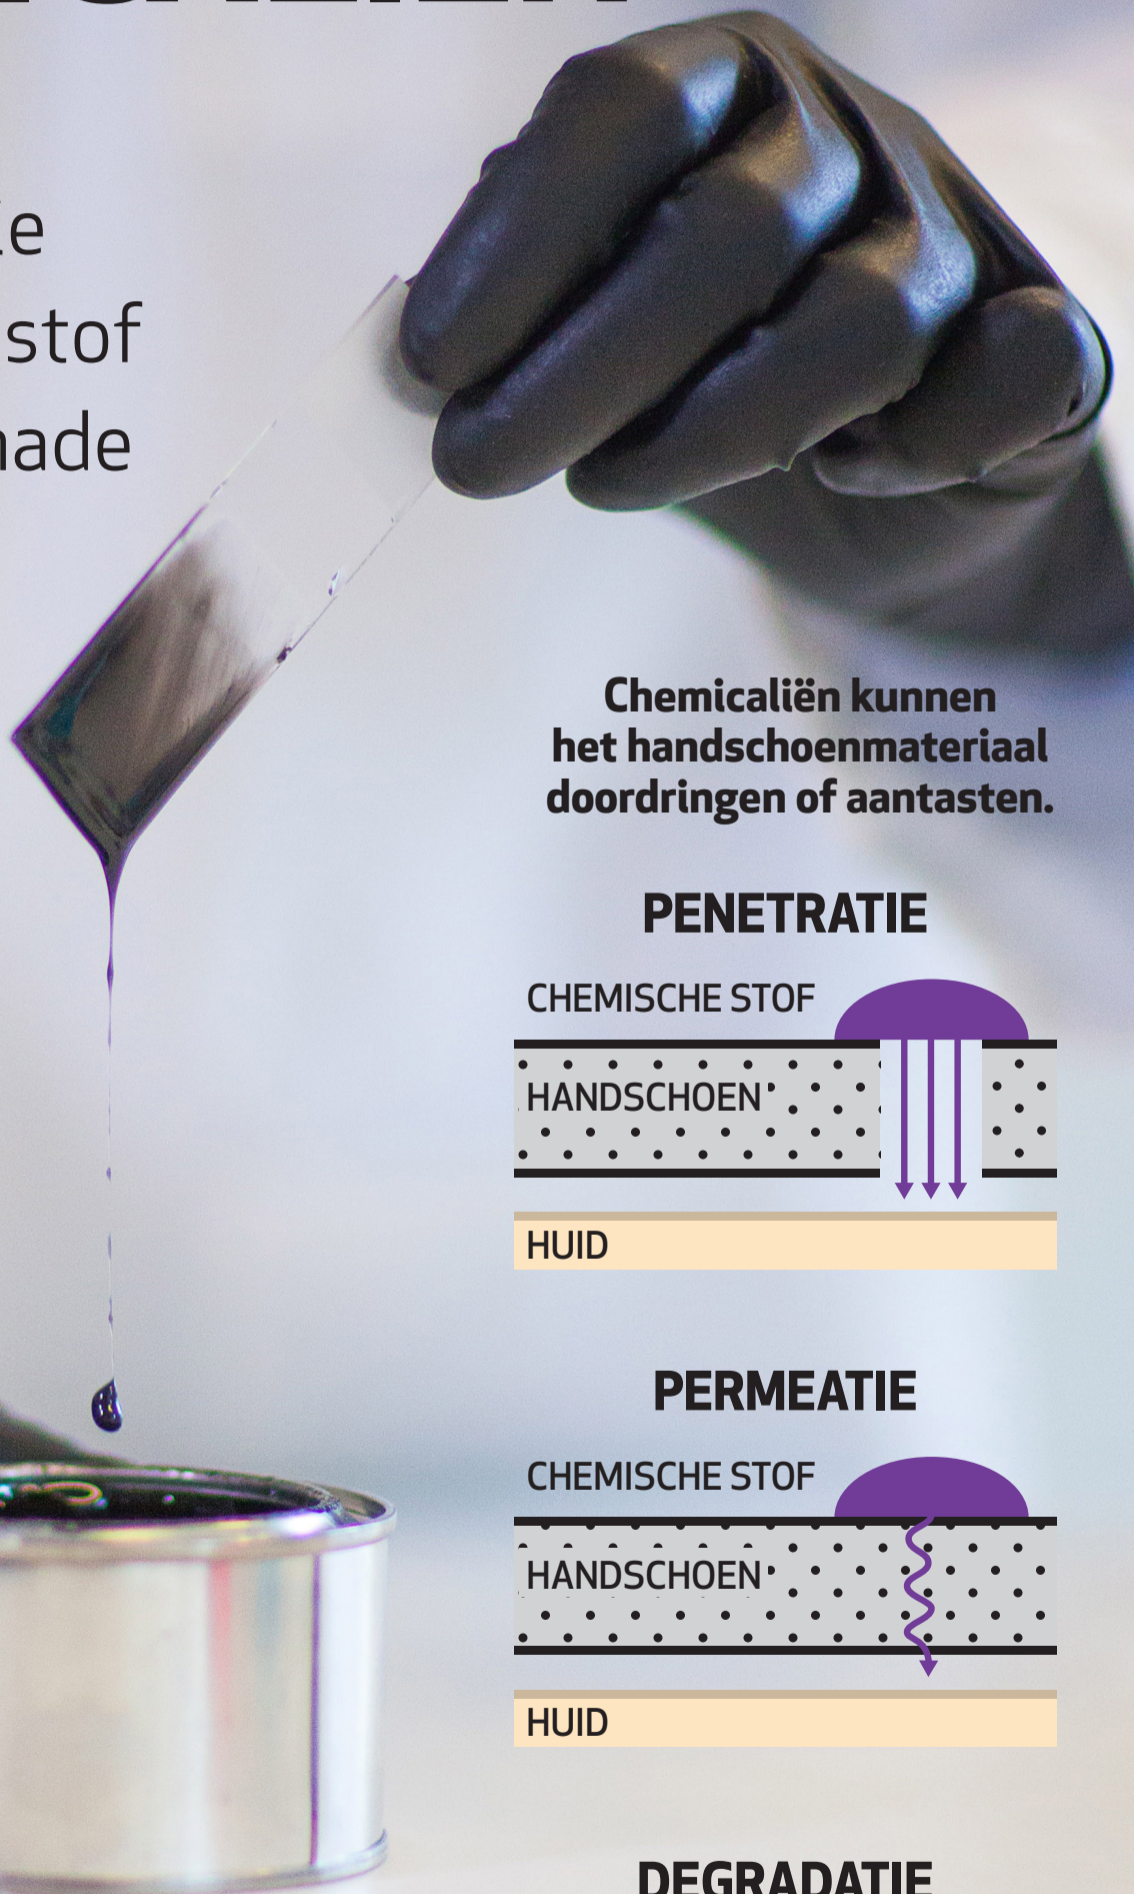 stof
Chemicaliën kunnen
het handschoenmateriaal
doordringen of aantasten.
PENETRATIE
CHEMISCHE STOF
HANDSCHOEN
HUID
PERMEATIE
CHEMISCHE STOF
HANDSCHOEN
HUID
DEGRADATIE